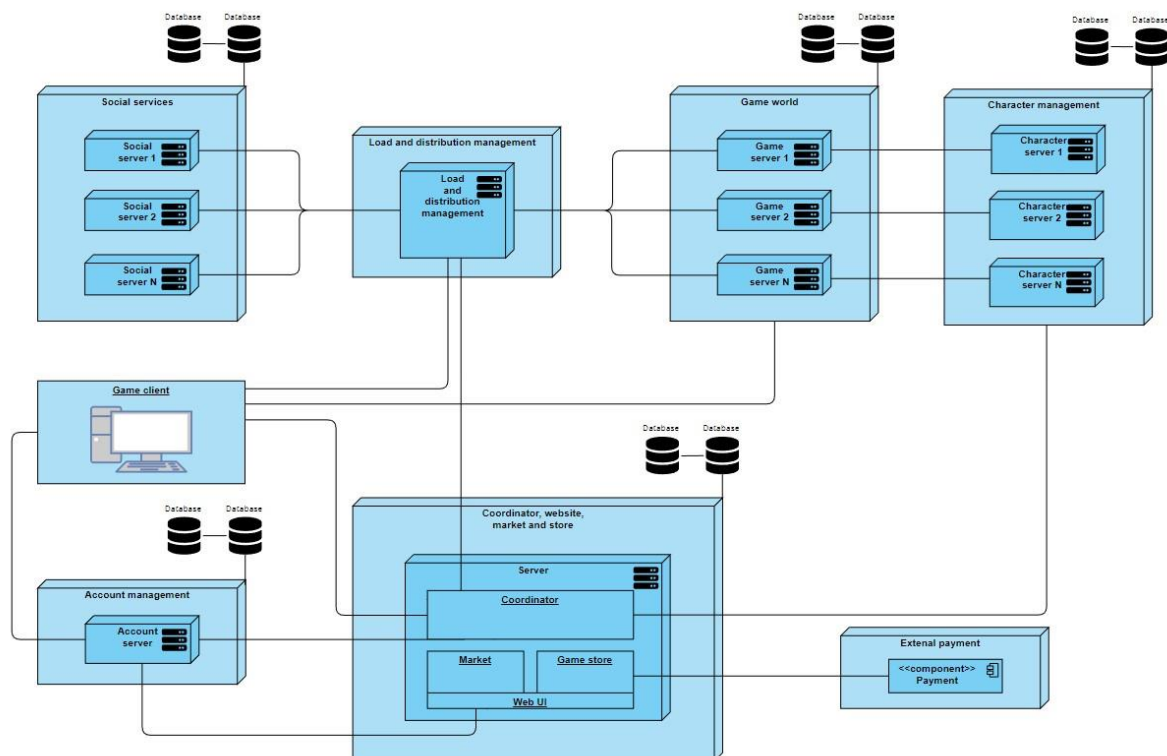 Database
Database
Database
Database
Database
Database
Social services
Social
server 1
Social
server 2
Social
server N
Load and distribution management
Load
and
distribution
management
Game world
Game
server 1
Game
server 2
Game
server N
Character management
Character
server 1
Character
server 2
Character
server N
Game client
Database
Database
Database
Database
Account management
Account
server
Coordinator, website,
market and store
Server
Coordinator
Market
Game store
Web UI
Extenal payment
<<component>>
Payment